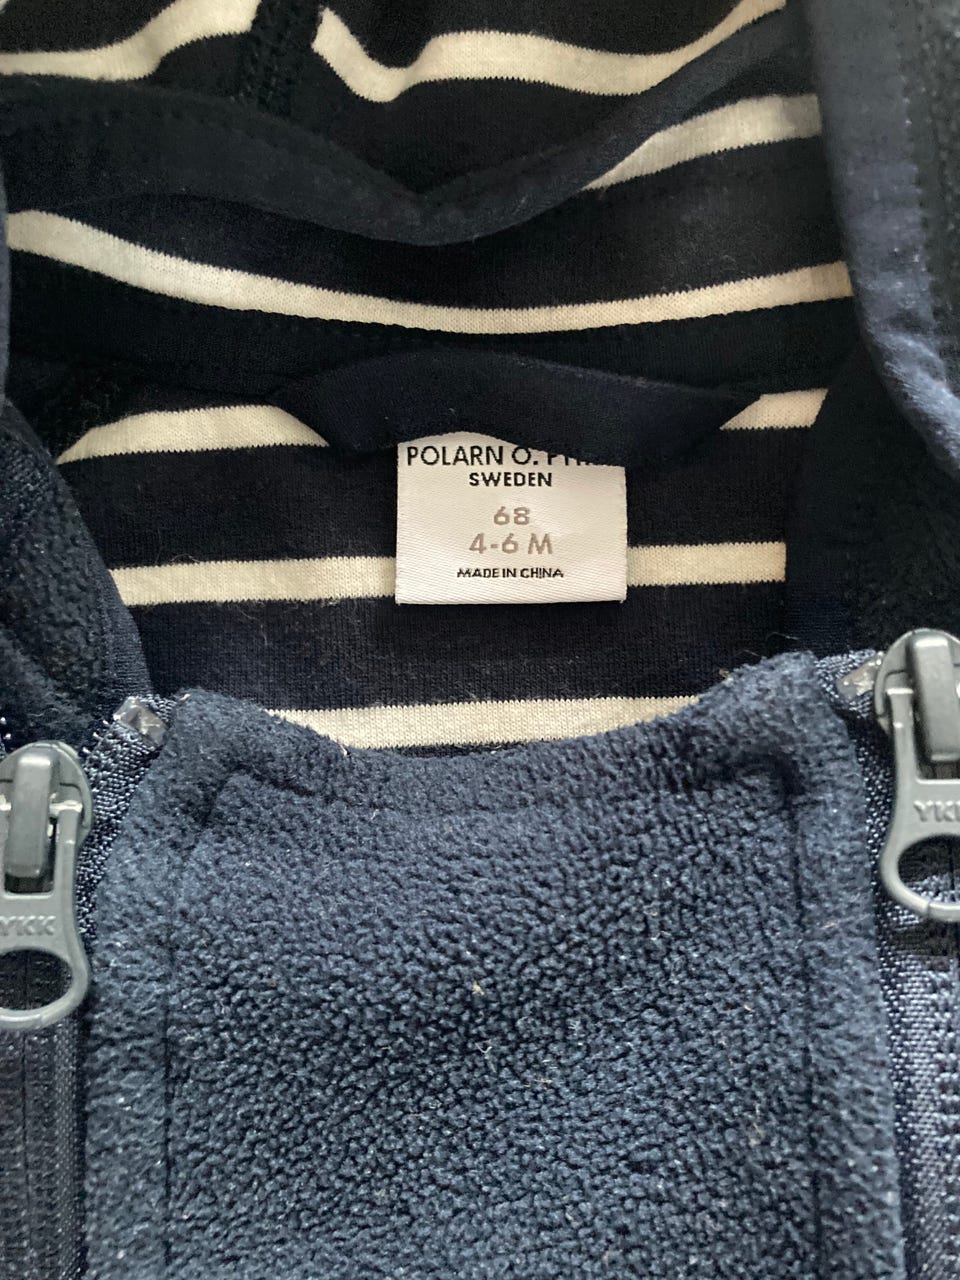 POLARN O.
SWEDEN
68
4-6 M
MADE IN CHINA
YKK
YKK